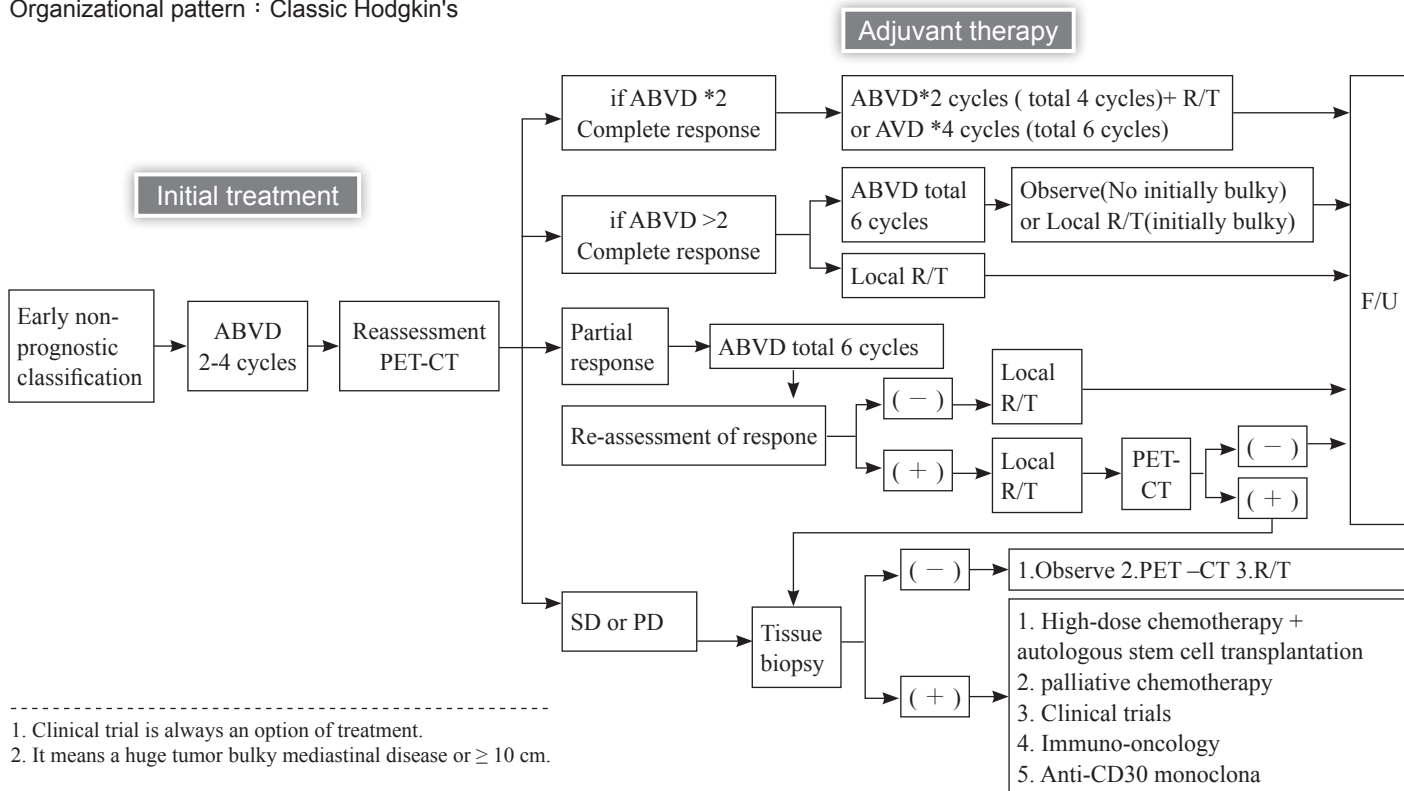 Organizational pattern：Classic Hodgkin's
Adjuvant therapy
Initial treatment
Early non-
prognostic
classification
ABVD
2-4 cycles
Reassessment
PET-CT
if ABVD *2
Complete response
ABVD*2 cycles ( total 4 cycles)+ R/T
or AVD *4 cycles (total 6 cycles)
if ABVD >2
Complete response
ABVD total
6 cycles
Observe(No initially bulky)
or Local R/T(initially bulky)
Local R/T
F/U
Partial
response
ABVD total 6 cycles
Re-assessment of respone
( － )
Local
R/T
( ＋ )
Local
R/T
PET-
CT
( － )
( ＋ )
SD or PD
Tissue
biopsy
( － )
1.Observe 2.PET –CT 3.R/T
( ＋ )
1. High-dose chemotherapy +
autologous stem cell transplantation
2. palliative chemotherapy
3. Clinical trials
4. Immuno-oncology
5. Anti-CD30 monoclona
1. Clinical trial is always an option of treatment.
2. It means a huge tumor bulky mediastinal disease or ≥ 10 cm.